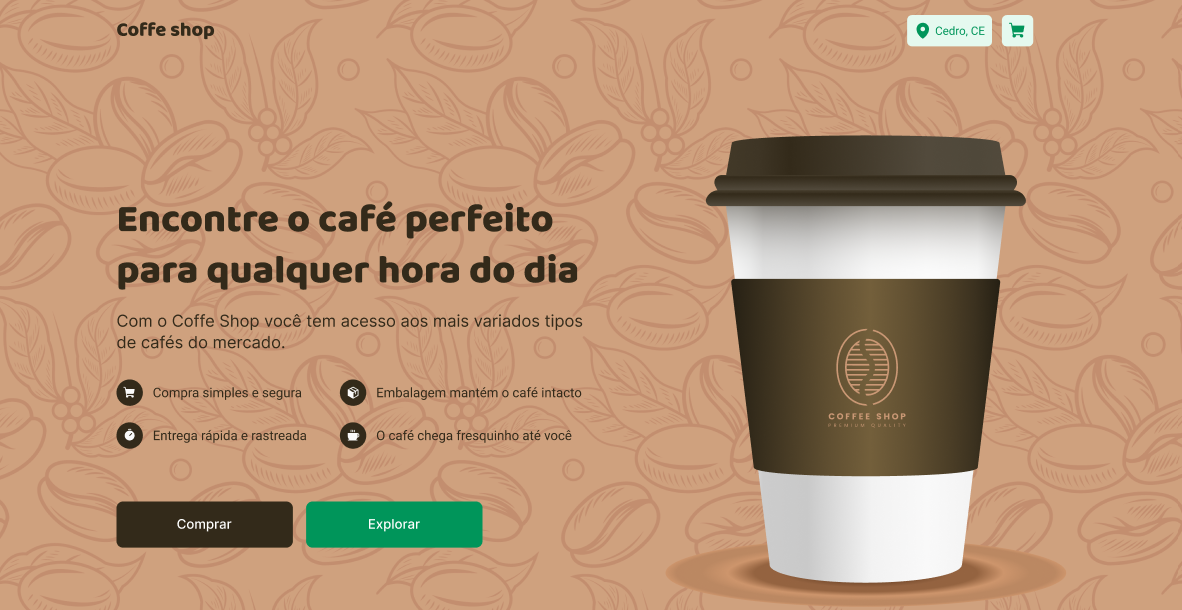 Coffe shop
Cedro, CE
Encontre o café perfeito
para qualquer hora do dia
Com o Coffe Shop você tem acesso aos mais variados tipos
de cafés do mercado.
Compra simples e segura
Embalagem mantém o café intacto
Entrega rápida e rastreada
O café chega fresquinho até você
COFFEE SHOP
PREMIUM QUALITY
Comprar
Explorar